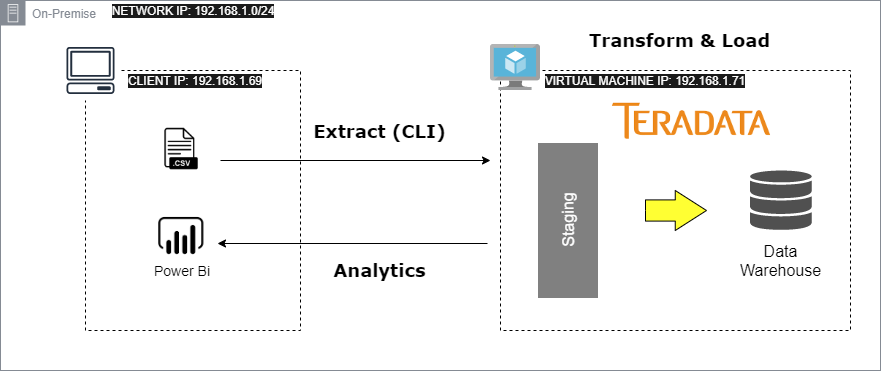 On-Premise
NETWORK IP: 192.168.1.0/24
Transform & Load
CLIENT IP: 192.168.1.69
VIRTUAL MACHINE IP: 192.168.1.71
TERADATA
Extract (CLI)
.CSV
Staging
Power Bi
Analytics
Data
Warehouse